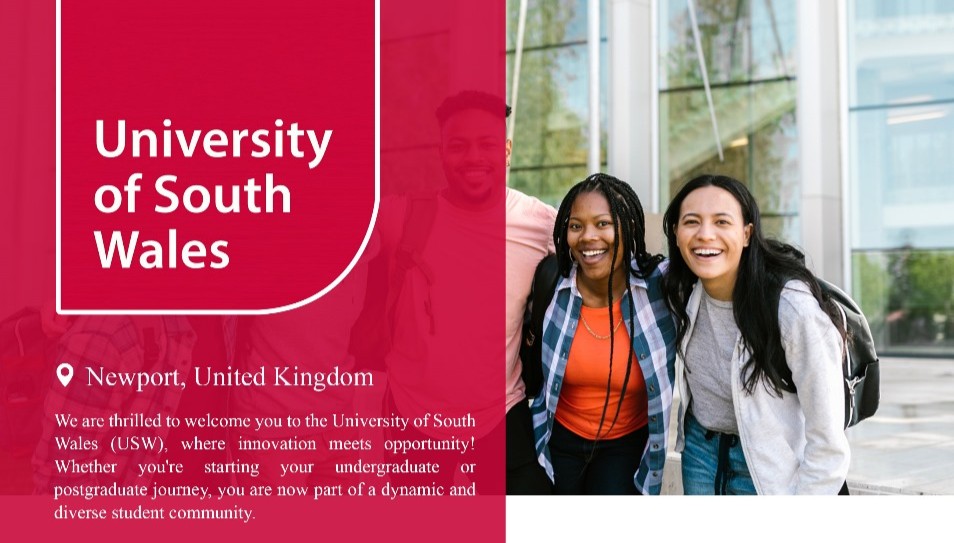 University
of South
Wales
Newport, United Kingdom
We are thrilled to welcome you to the University of South
Wales (USW), where innovation meets opportunity!
Whether you're starting your undergraduate or
postgraduate journey, you are now part of a dynamic and
diverse student community.